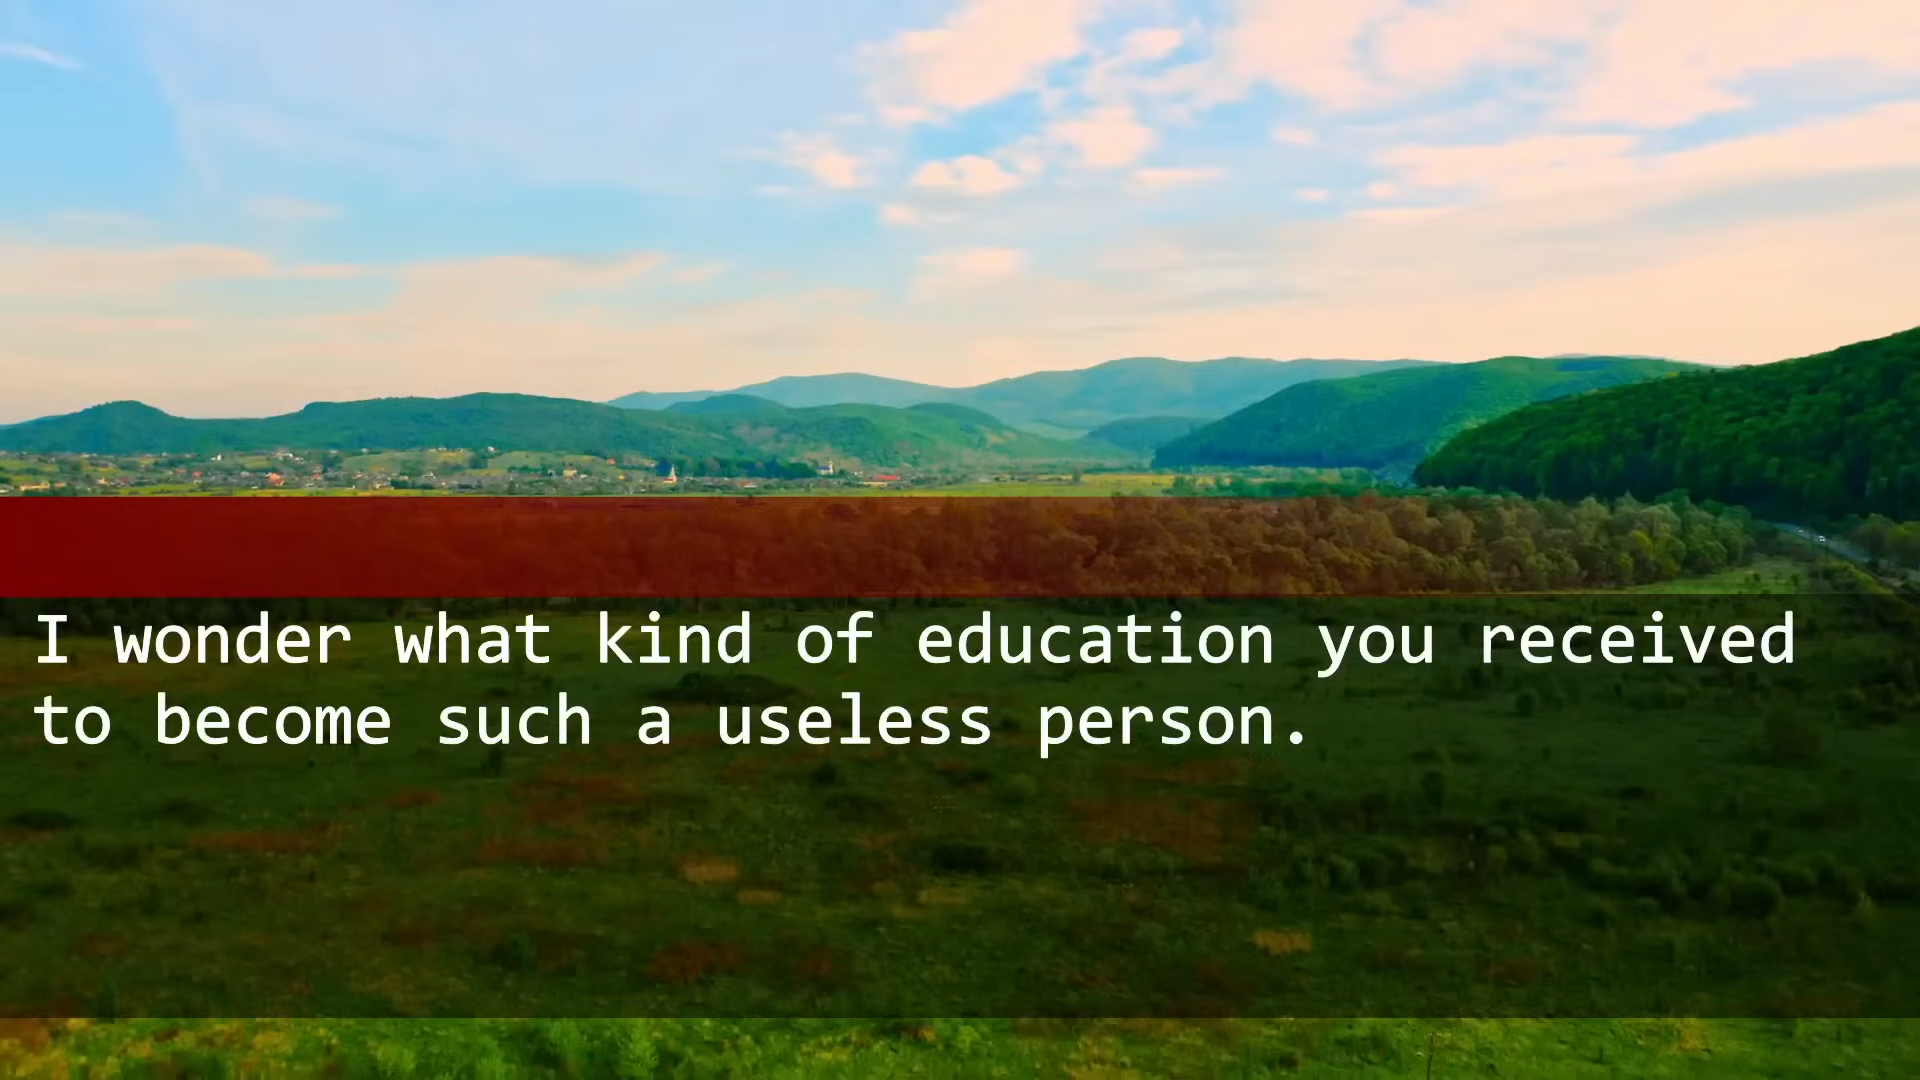 I wonder what kind of education you received
to become such a useless person.